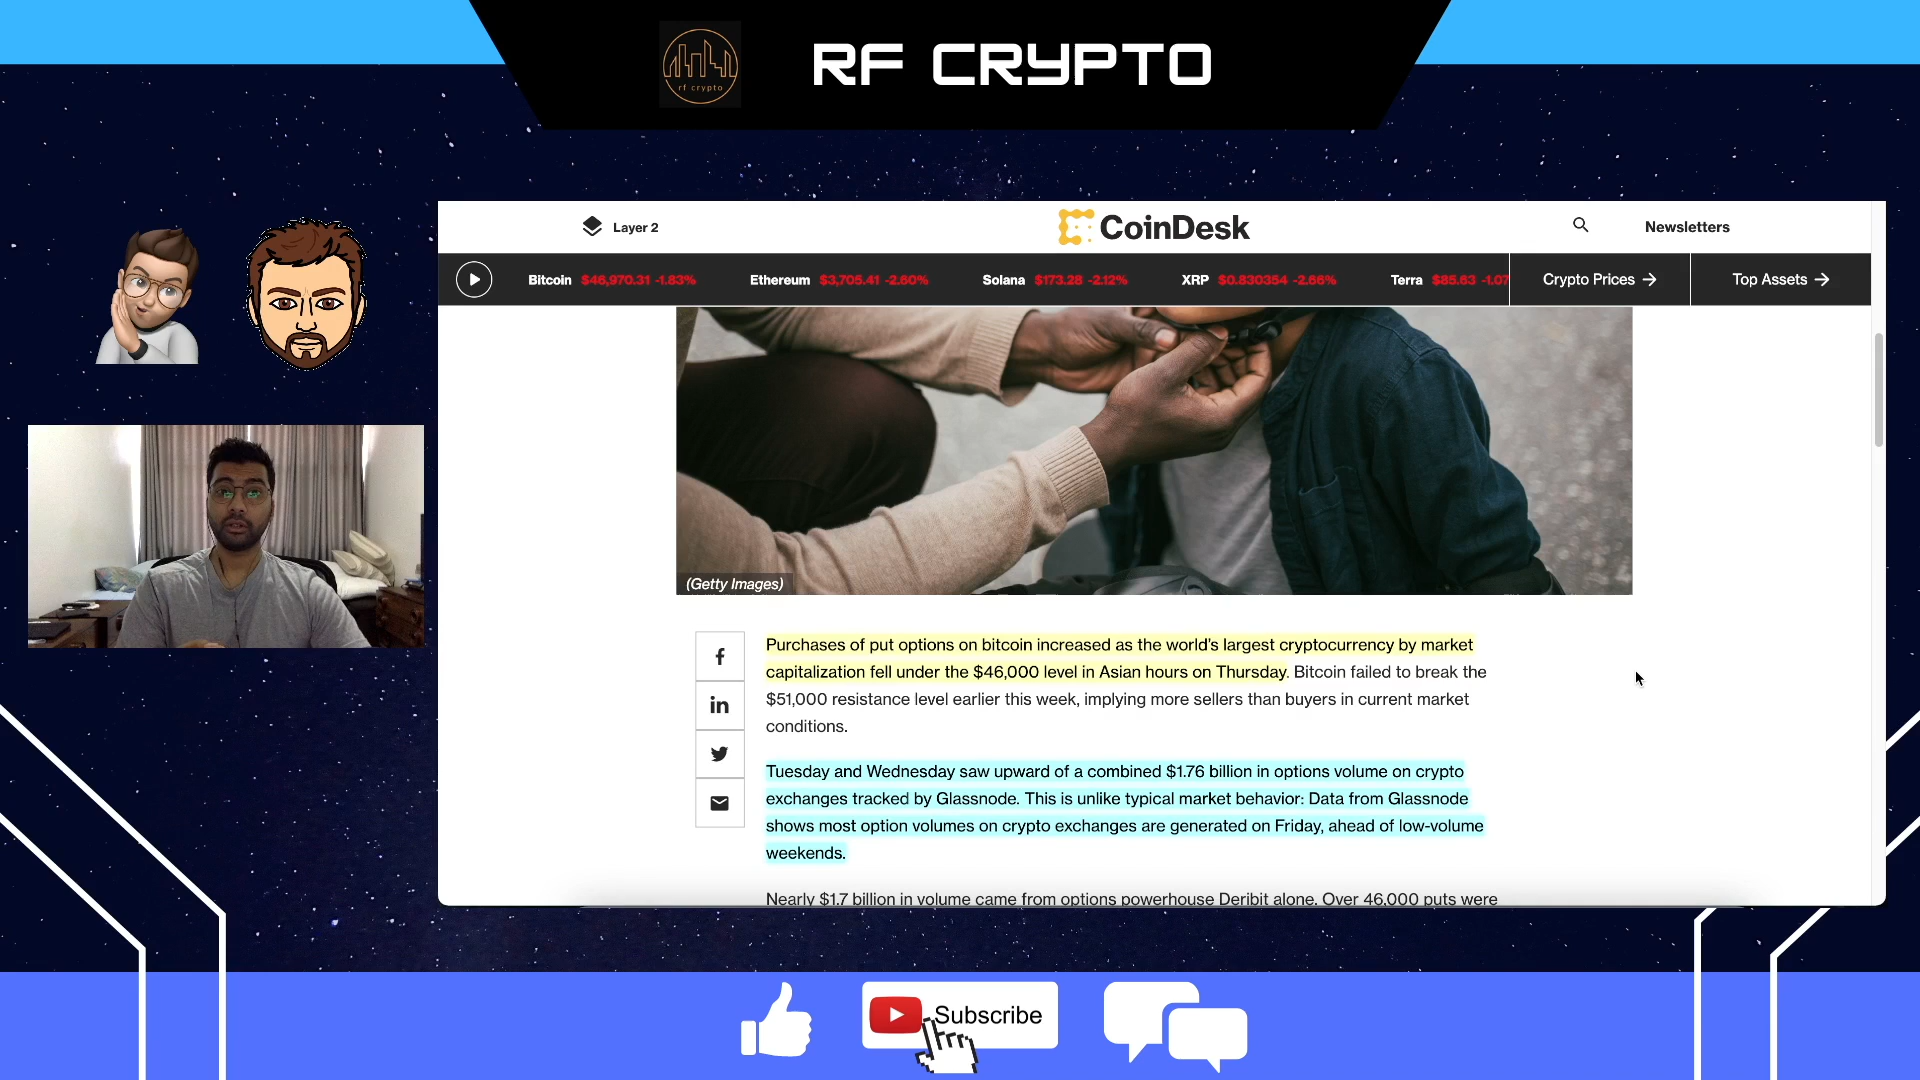 rf crypto
RF CRYPTO
Layer 2
CoinDesk
Newsletters
Bitcoin $46,970.31 -1.83% Ethereum $3,705.41 -2.60% Solana $173.28 -2.12% XRP $0.830354 -2.66% Terra $85.63 -1.07
Crypto Prices
Top Assets
(Getty Images)
Purchases of put options on bitcoin increased as the world's largest cryptocurrency by market
capitalization fell under the $46,000 level in Asian hours on Thursday. Bitcoin failed to break the
$51,000 resistance level earlier this week, implying more sellers than buyers in current market
conditions.
Tuesday and Wednesday saw upward of a combined $1.76 billion in options volume on crypto
exchanges tracked by Glassnode. This is unlike typical market behavior: Data from Glassnode
shows most option volumes on crypto exchanges are generated on Friday, ahead of low-volume
weekends.
Nearly $1.7 billion in volume came from options powerhouse Deribit alone. Over 46,000 puts were
Subscribe